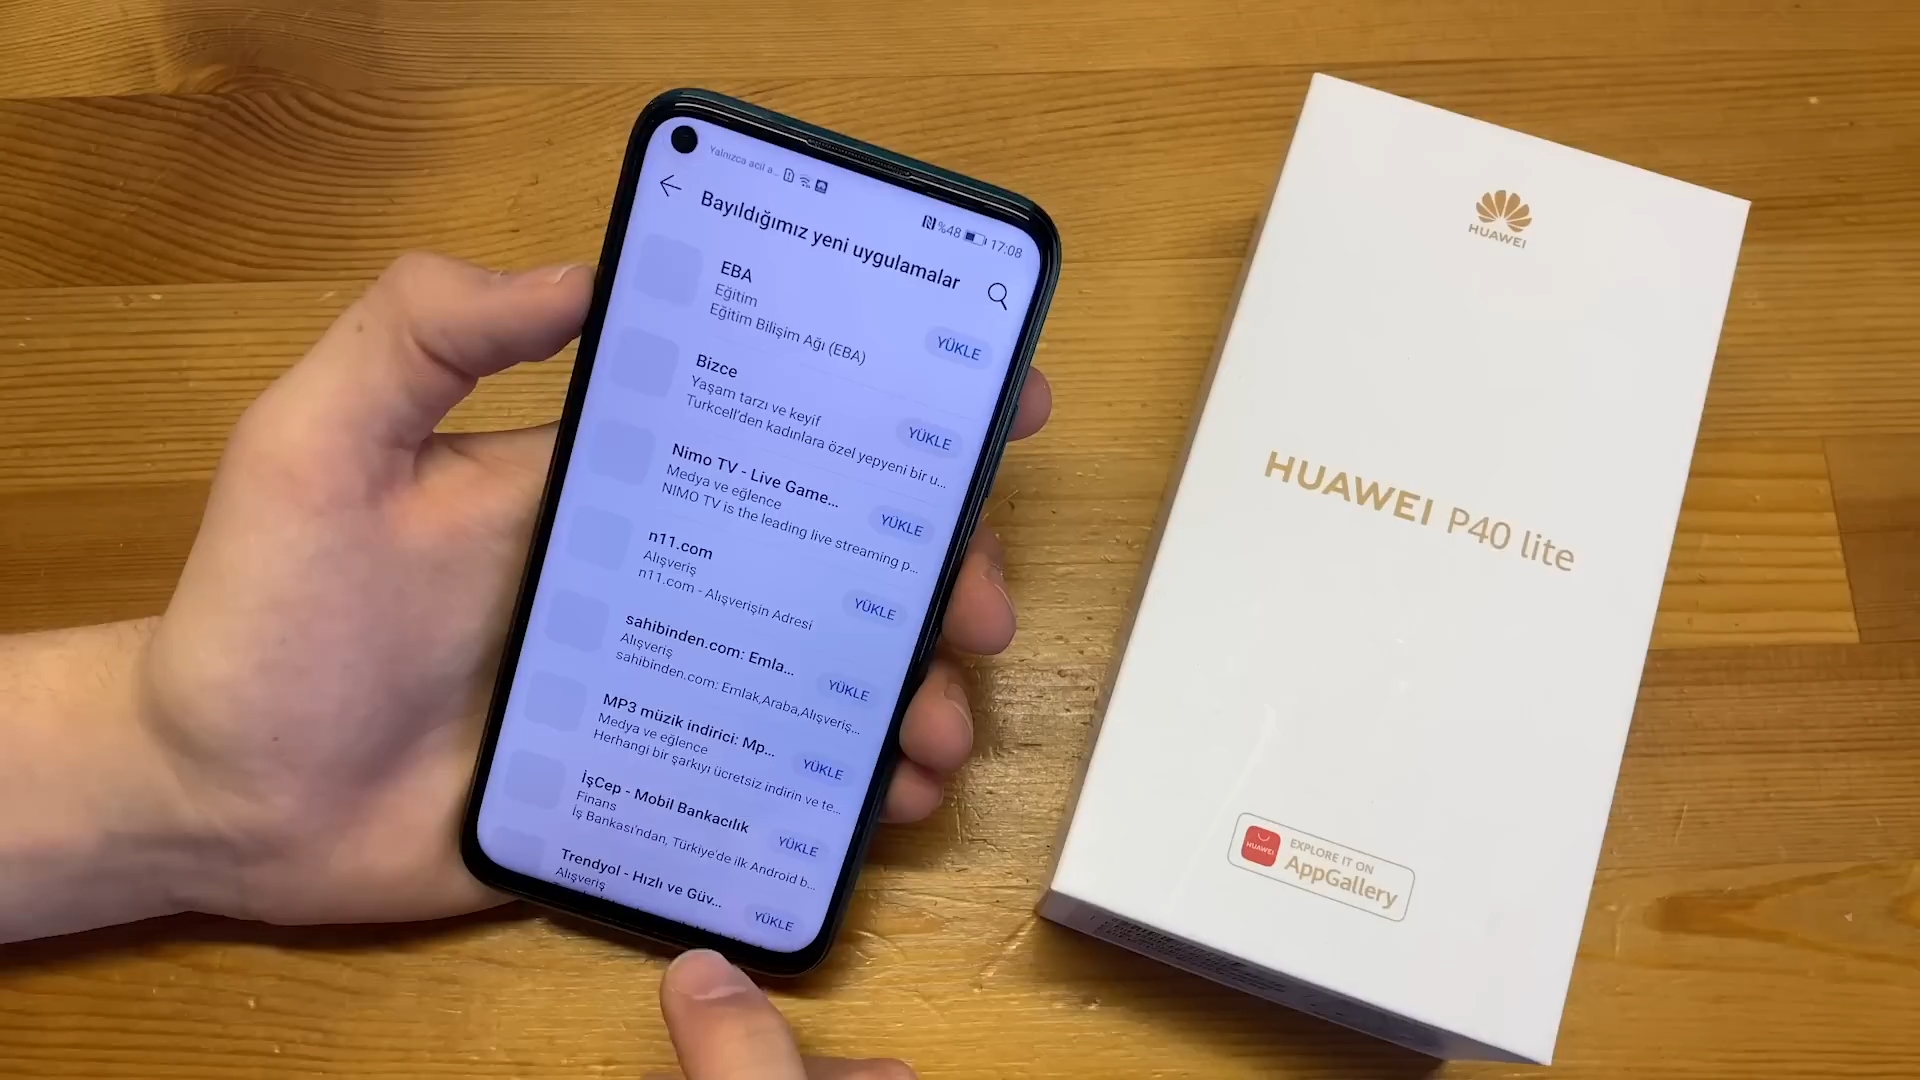 Yalnızca acil a...
%48 17:08
Bayıldığımız yeni uygulamalar
EBA
Eğitim
Eğitim Bilişim Ağı (EBA)
YÜKLE
Bizce
Yaşam tarzı ve keyif
Turkcell'den kadınlara özel yepyeni bir u...
YÜKLE
Nimo TV - Live Game...
Medya ve eğlence
NIMO TV is the leading live streaming p...
YÜKLE
n11.com
Alışveriş
n11.com - Alışverişin Adresi
YÜKLE
sahibinden.com: Emla...
Alışveriş
sahibinden.com: Emlak,Araba,Alışveriş...
YÜKLE
MP3 müzik indirici: Mp...
Medya ve eğlence
Herhangi bir şarkıyı ücretsiz indirin ve te...
YÜKLE
İşCep - Mobil Bankacılık
Finans
İş Bankası'ndan, Türkiye'de ilk Android b...
YÜKLE
Trendyol - Hızlı ve Güv...
Alışveriş
YÜKLE
HUAWEI
HUAWEI P40 lite
HUAWEI
EXPLORE IT ON
AppGallery